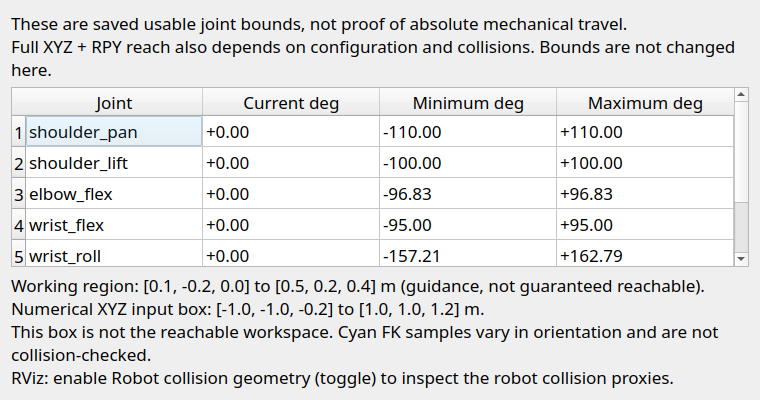 These are saved usable joint bounds, not proof of absolute mechanical travel.
Full XYZ + RPY reach also depends on configuration and collisions. Bounds are not changed
here.
Joint Current deg Minimum deg Maximum deg
1 shoulder_pan +0.00 -110.00 +110.00
2 shoulder_lift +0.00 -100.00 +100.00
3 elbow_flex +0.00 -96.83 +96.83
4 wrist_flex +0.00 -95.00 +95.00
5 wrist_roll +0.00 -157.21 +162.79
Working region: [0.1, -0.2, 0.0] to [0.5, 0.2, 0.4] m (guidance, not guaranteed reachable).
Numerical XYZ input box: [-1.0, -1.0, -0.2] to [1.0, 1.0, 1.2] m.
This box is not the reachable workspace. Cyan FK samples vary in orientation and are not
collision-checked.
RViz: enable Robot collision geometry (toggle) to inspect the robot collision proxies.